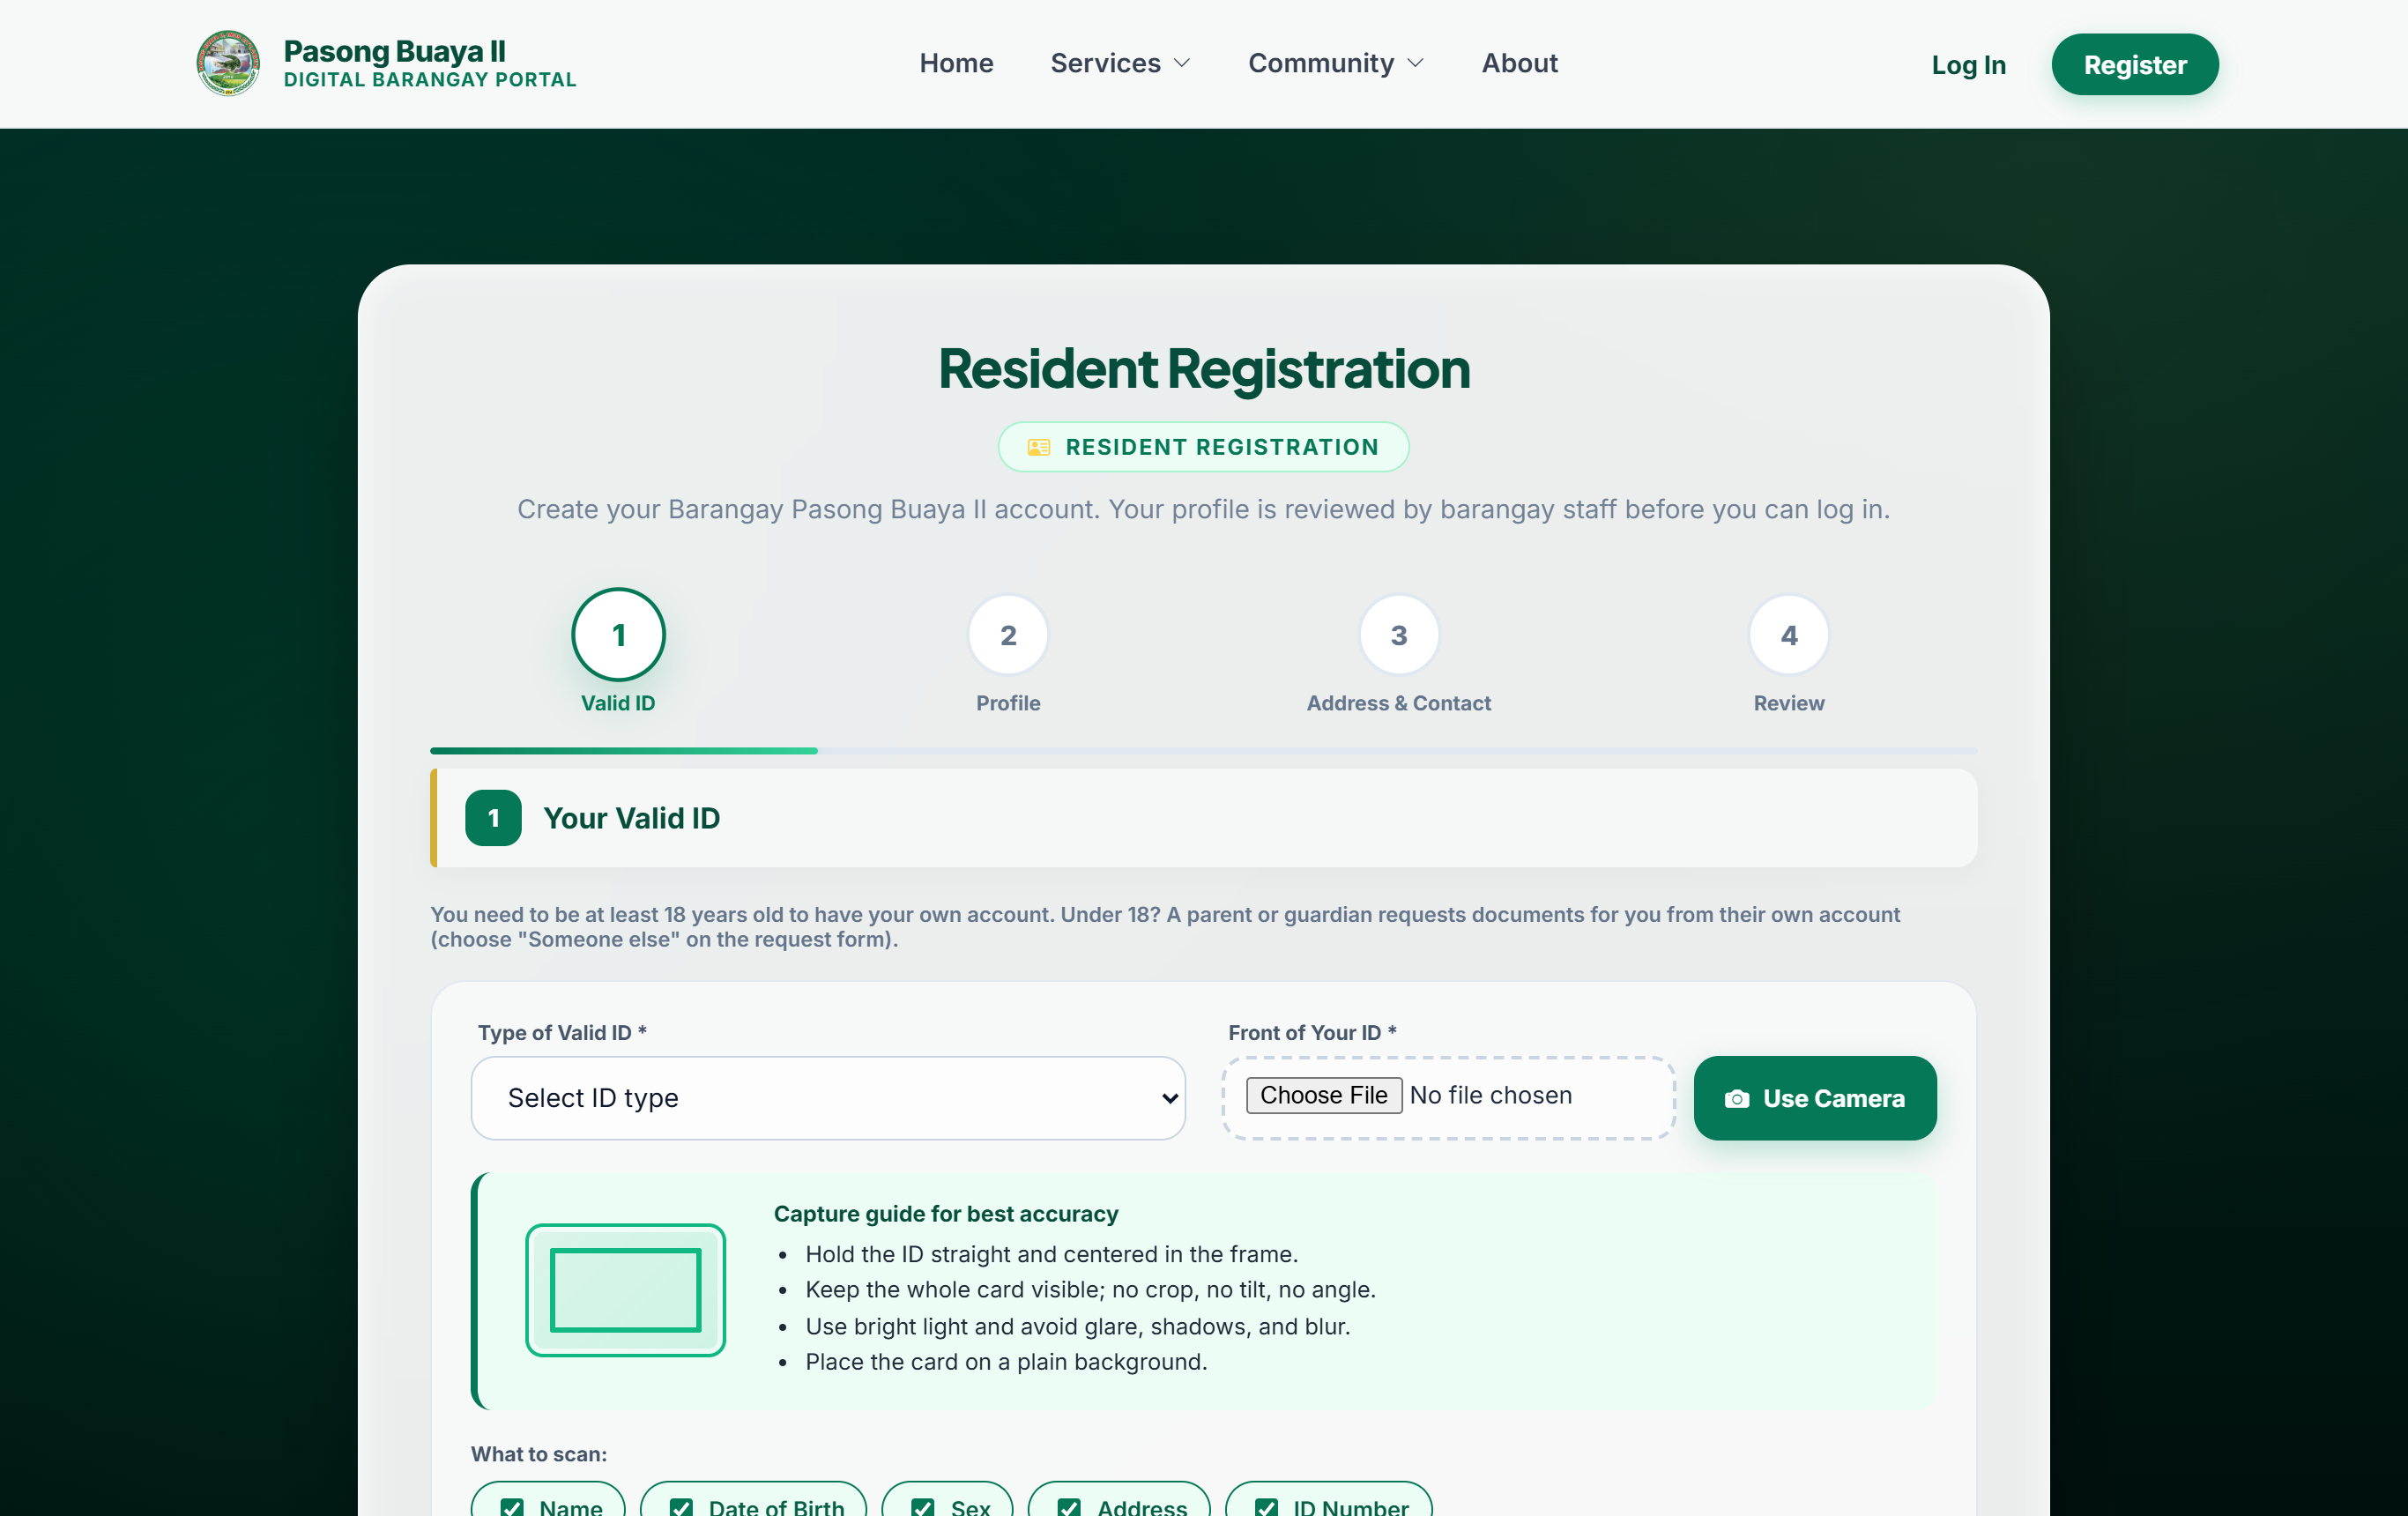 Pasong Buaya II
DIGITAL BARANGAY PORTAL
Home
Services
Community
About
Log In
Register
Resident Registration
RESIDENT REGISTRATION
Create your Barangay Pasong Buaya II account. Your profile is reviewed by barangay staff before you can log in.
1
2
3
4
Valid ID
Profile
Address & Contact
Review
1
Your Valid ID
You need to be at least 18 years old to have your own account. Under 18? A parent or guardian requests documents for you from their own account
(choose "Someone else" on the request form).
Type of Valid ID *
Front of Your ID *
Select ID type
Choose File No file chosen
Use Camera
Capture guide for best accuracy
Hold the ID straight and centered in the frame.
Keep the whole card visible; no crop, no tilt, no angle.
Use bright light and avoid glare, shadows, and blur.
Place the card on a plain background.
What to scan:
Name
Date of Birth
Sex
Address
ID Number